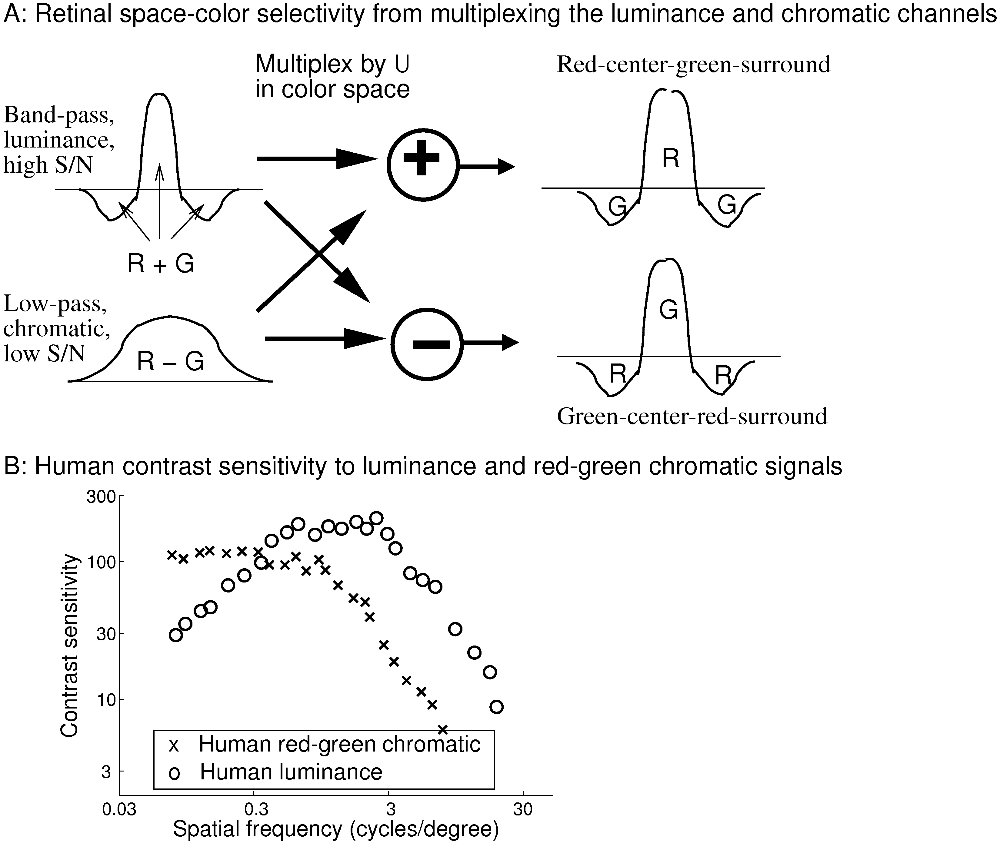 A: Retinal space-color selectivity from multiplexing the luminance and chromatic channels
Multiplex by U
in color space
Red-center-green-surround
Band-pass,
luminance,
high S/N
R
G
G
R + G
Low-pass,
chromatic,
low S/N
R – G
G
R
R
Green-center-red-surround
B: Human contrast sensitivity to luminance and red-green chromatic signals
300
100
30
10
3
Contrast sensitivity
x Human red-green chromatic
o Human luminance
0.03
0.3
3
30
Spatial frequency (cycles/degree)